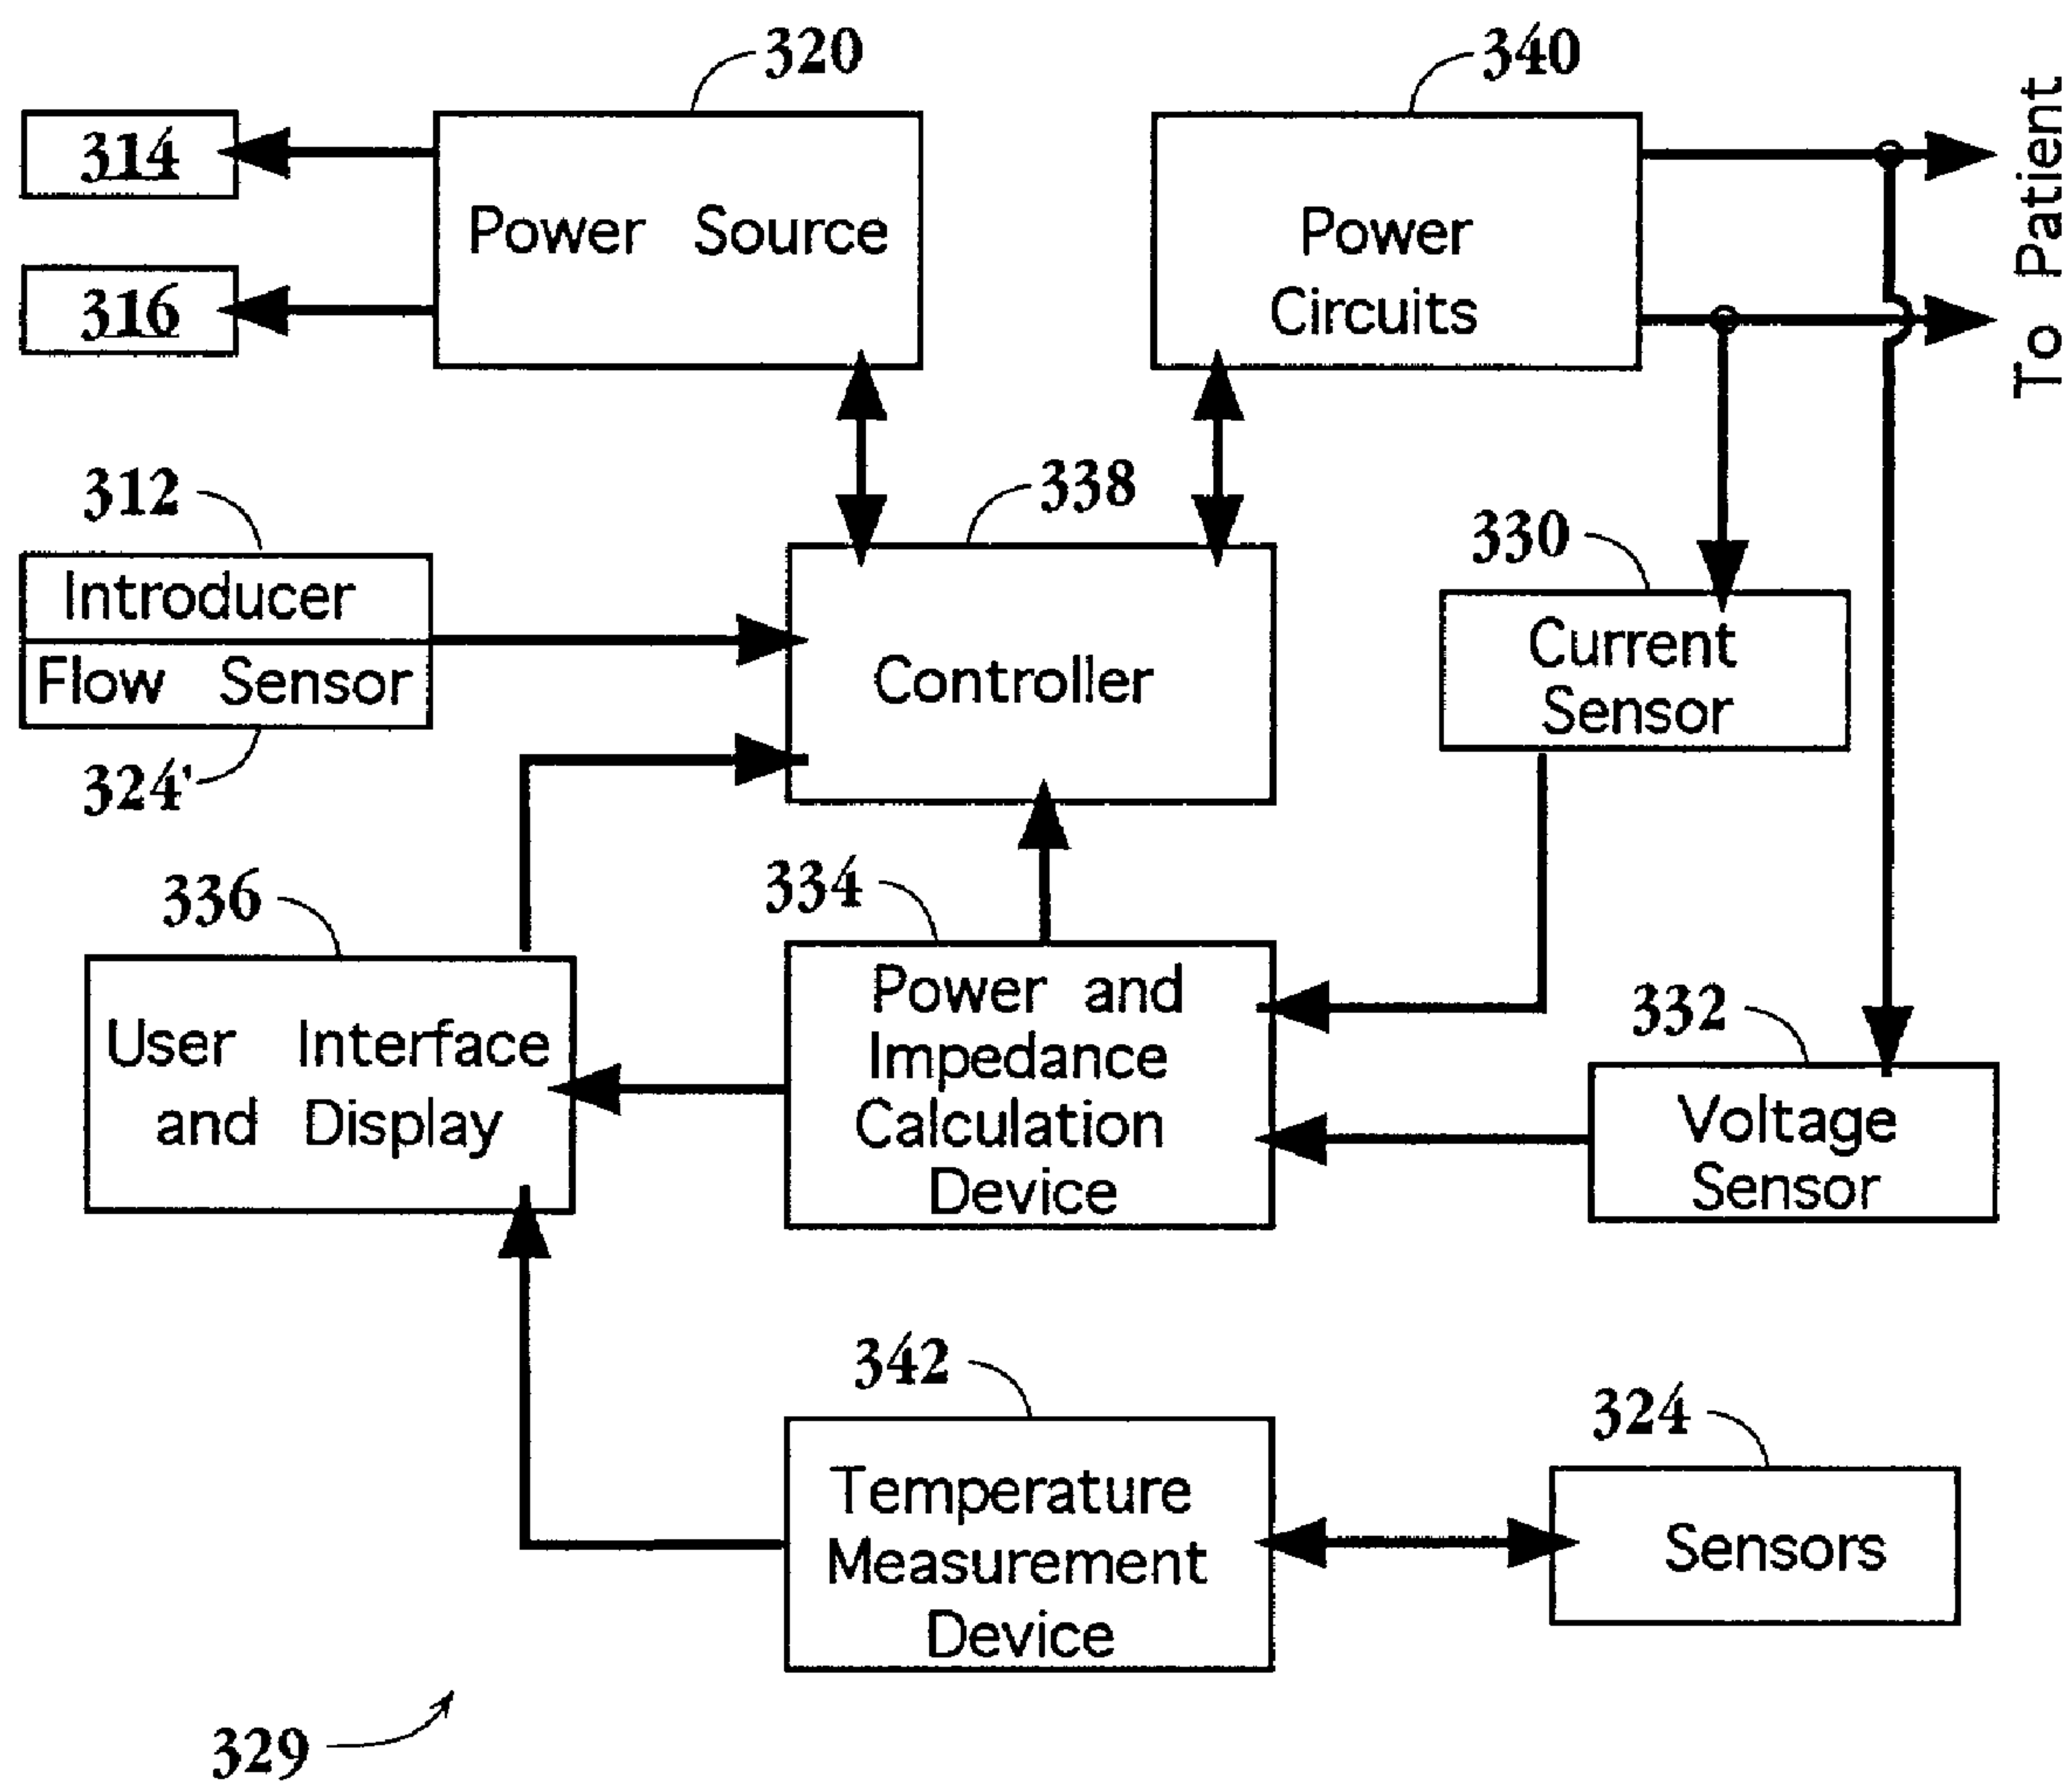 320
340
314
Power Source
Power
Circuits
316
To Patient
312
338
330
Introducer
Flow Sensor
Controller
Current
Sensor
324'
336
334
332
User Interface
and Display
Power and
Impedance
Calculation
Device
Voltage
Sensor
342
324
Temperature
Measurement
Device
Sensors
329